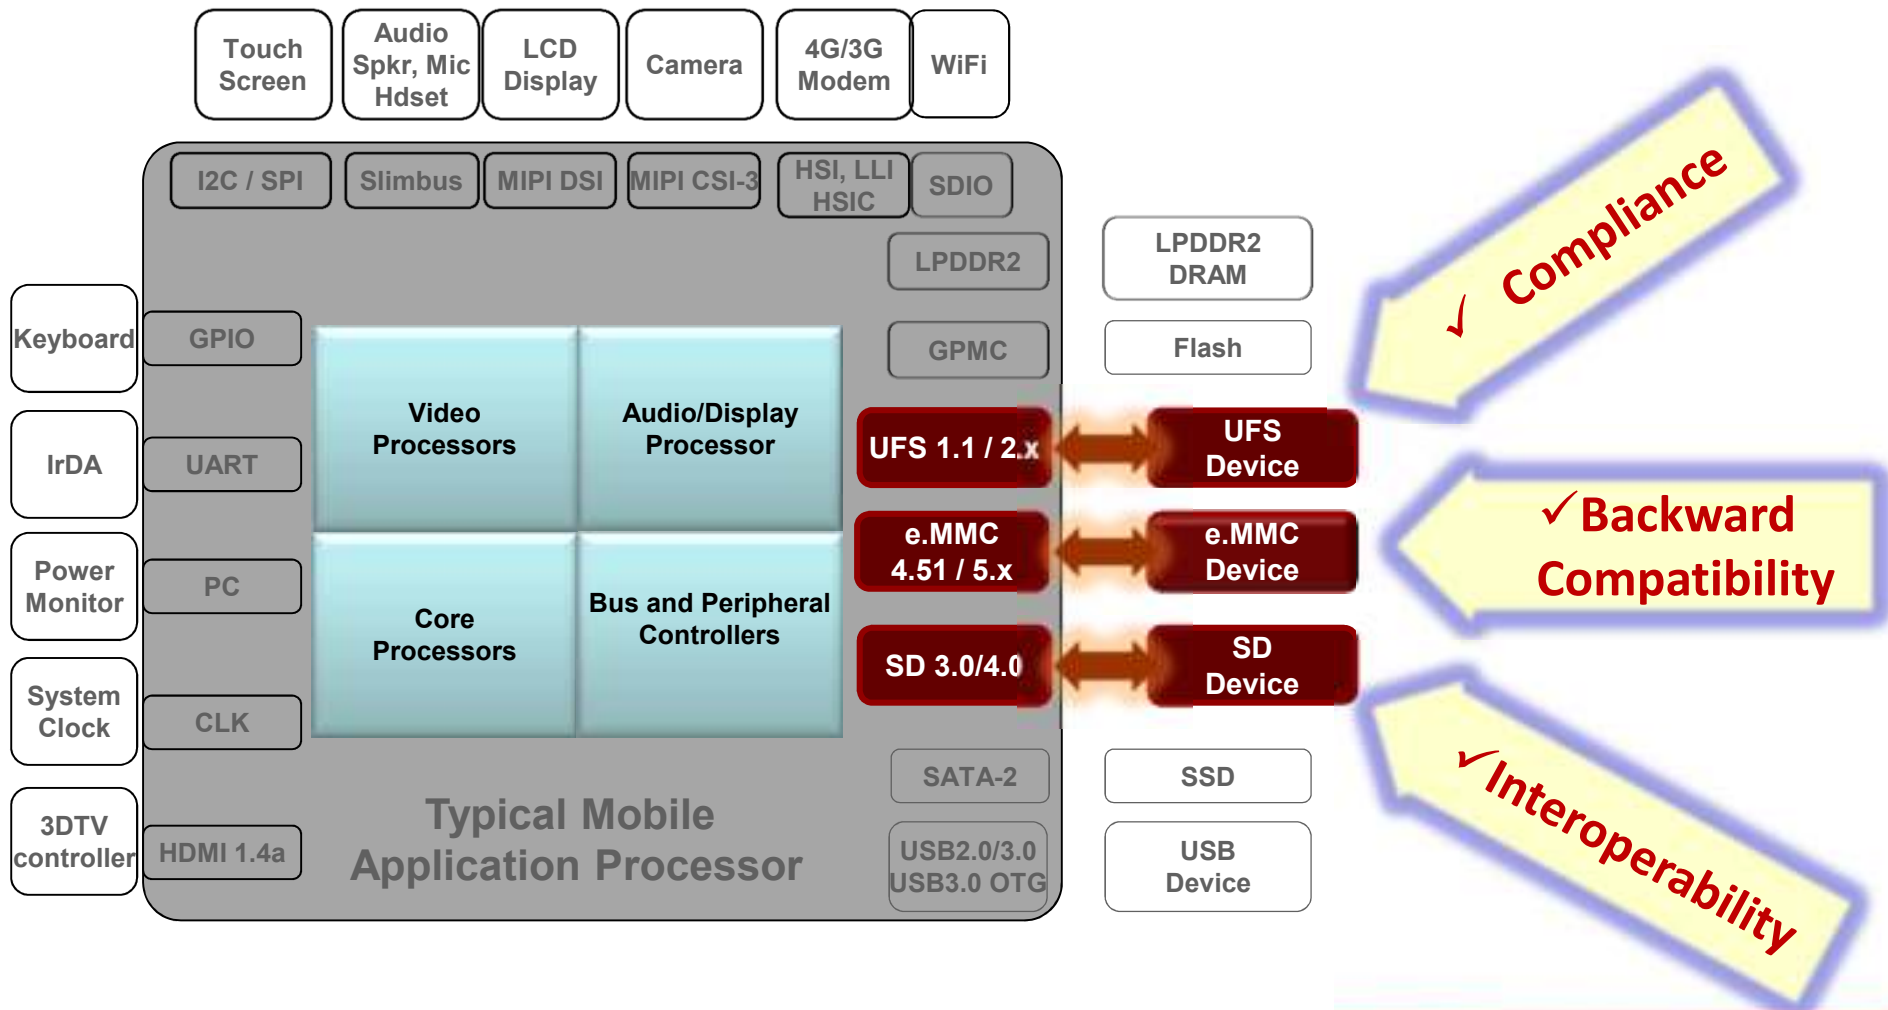 Touch
Screen
Audio
Spkr, Mic
Hdset
LCD
Display
Camera
4G/3G
Modem
WiFi
I2C / SPI
Slimbus
MIPI DSI
MIPI CSI-3
HSI, LLI
HSIC
SDIO
LPDDR2
LPDDR2
DRAM
✓ Compliance
Keyboard
GPIO
GPMC
Flash
Video
Processors
Audio/Display
Processor
UFS 1.1 / 2.x
UFS
Device
IrDA
UART
✓Backward
Compatibility
e.MMC
4.51 / 5.x
e.MMC
Device
Power
Monitor
PC
Core
Processors
Bus and Peripheral
Controllers
SD 3.0/4.0
SD
Device
System
Clock
CLK
SATA-2
SSD
✓Interoperability
Typical Mobile
Application Processor
3DTV
controller
HDMI 1.4a
USB2.0/3.0
USB3.0 OTG
USB
Device